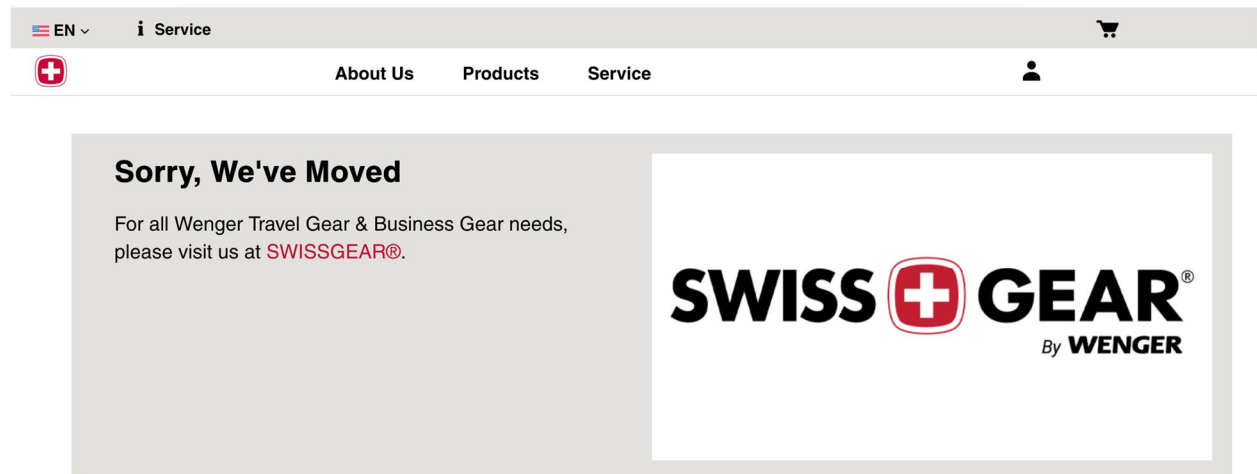 EN
Service
About Us
Products
Service
Sorry, We've Moved
For all Wenger Travel Gear & Business Gear needs,
please visit us at SWISSGEAR®.
SWISS GEAR®
By WENGER